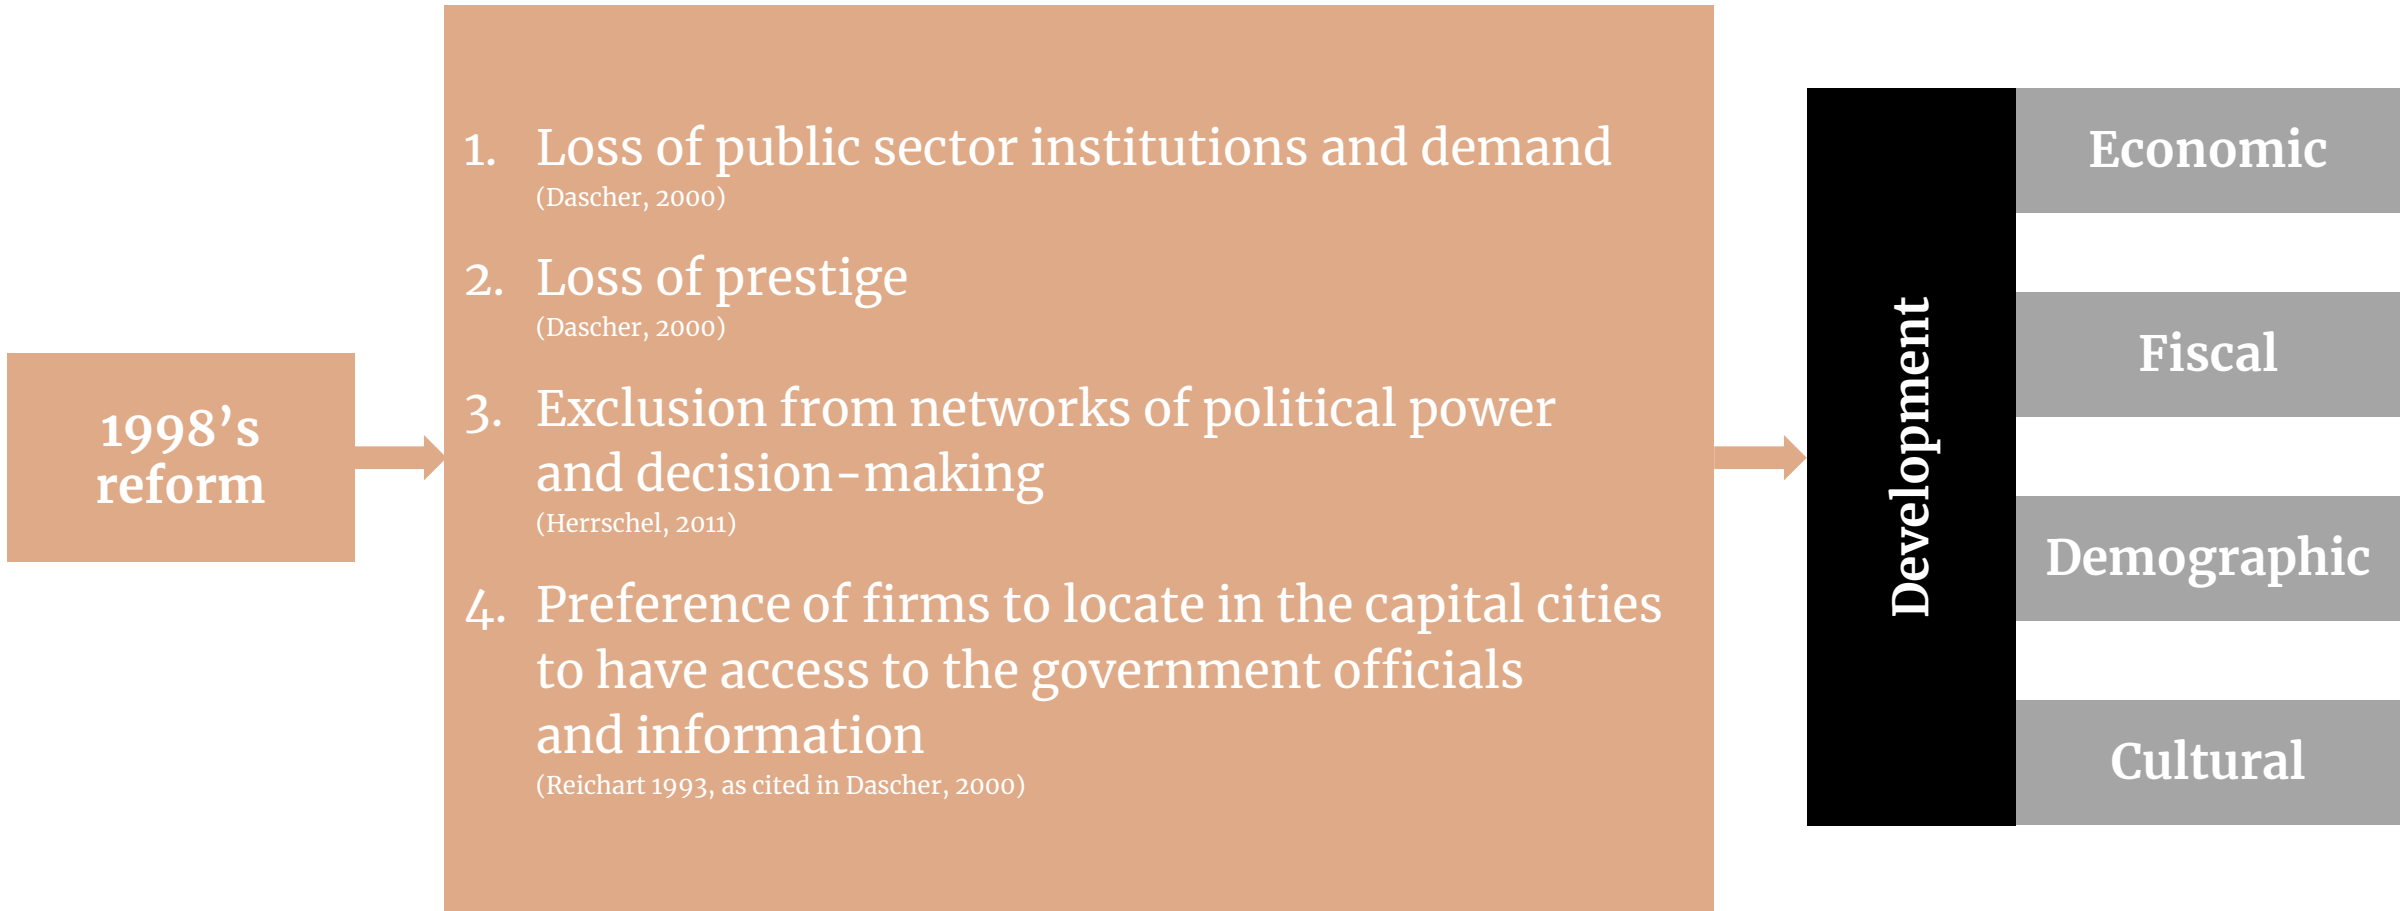 1998’s
reform
1. Loss of public sector institutions and demand
(Dascher, 2000)
2. Loss of prestige
(Dascher, 2000)
3. Exclusion from networks of political power
and decision-making
(Herrschel, 2011)
4. Preference of firms to locate in the capital cities
to have access to the government officials
and information
(Reichart 1993, as cited in Dascher, 2000)
Development
Economic
Fiscal
Demographic
Cultural